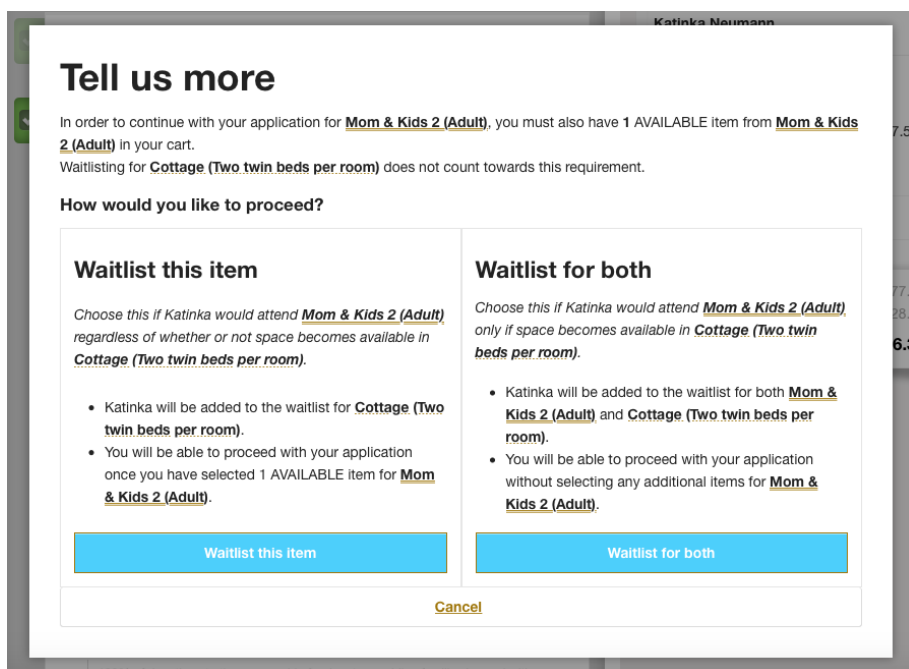 Katinka Neumann
Tell us more
In order to continue with your application for Mom & Kids 2 (Adult), you must also have 1 AVAILABLE item from Mom & Kids
2 (Adult) in your cart.
Waitlisting for Cottage (Two twin beds per room) does not count towards this requirement.
How would you like to proceed?
Waitlist this item
Choose this if Katinka would attend Mom & Kids 2 (Adult)
regardless of whether or not space becomes available in
Cottage (Two twin beds per room).
• Katinka will be added to the waitlist for Cottage (Two
twin beds per room).
• You will be able to proceed with your application
once you have selected 1 AVAILABLE item for Mom
& Kids 2 (Adult).
Waitlist this item
Waitlist for both
Choose this if Katinka would attend Mom & Kids 2 (Adult)
only if space becomes available in Cottage (Two twin
beds per room).
• Katinka will be added to the waitlist for both Mom &
Kids 2 (Adult) and Cottage (Two twin beds per
room).
• You will be able to proceed with your application
without selecting any additional items for Mom &
Kids 2 (Adult).
Waitlist for both
Cancel